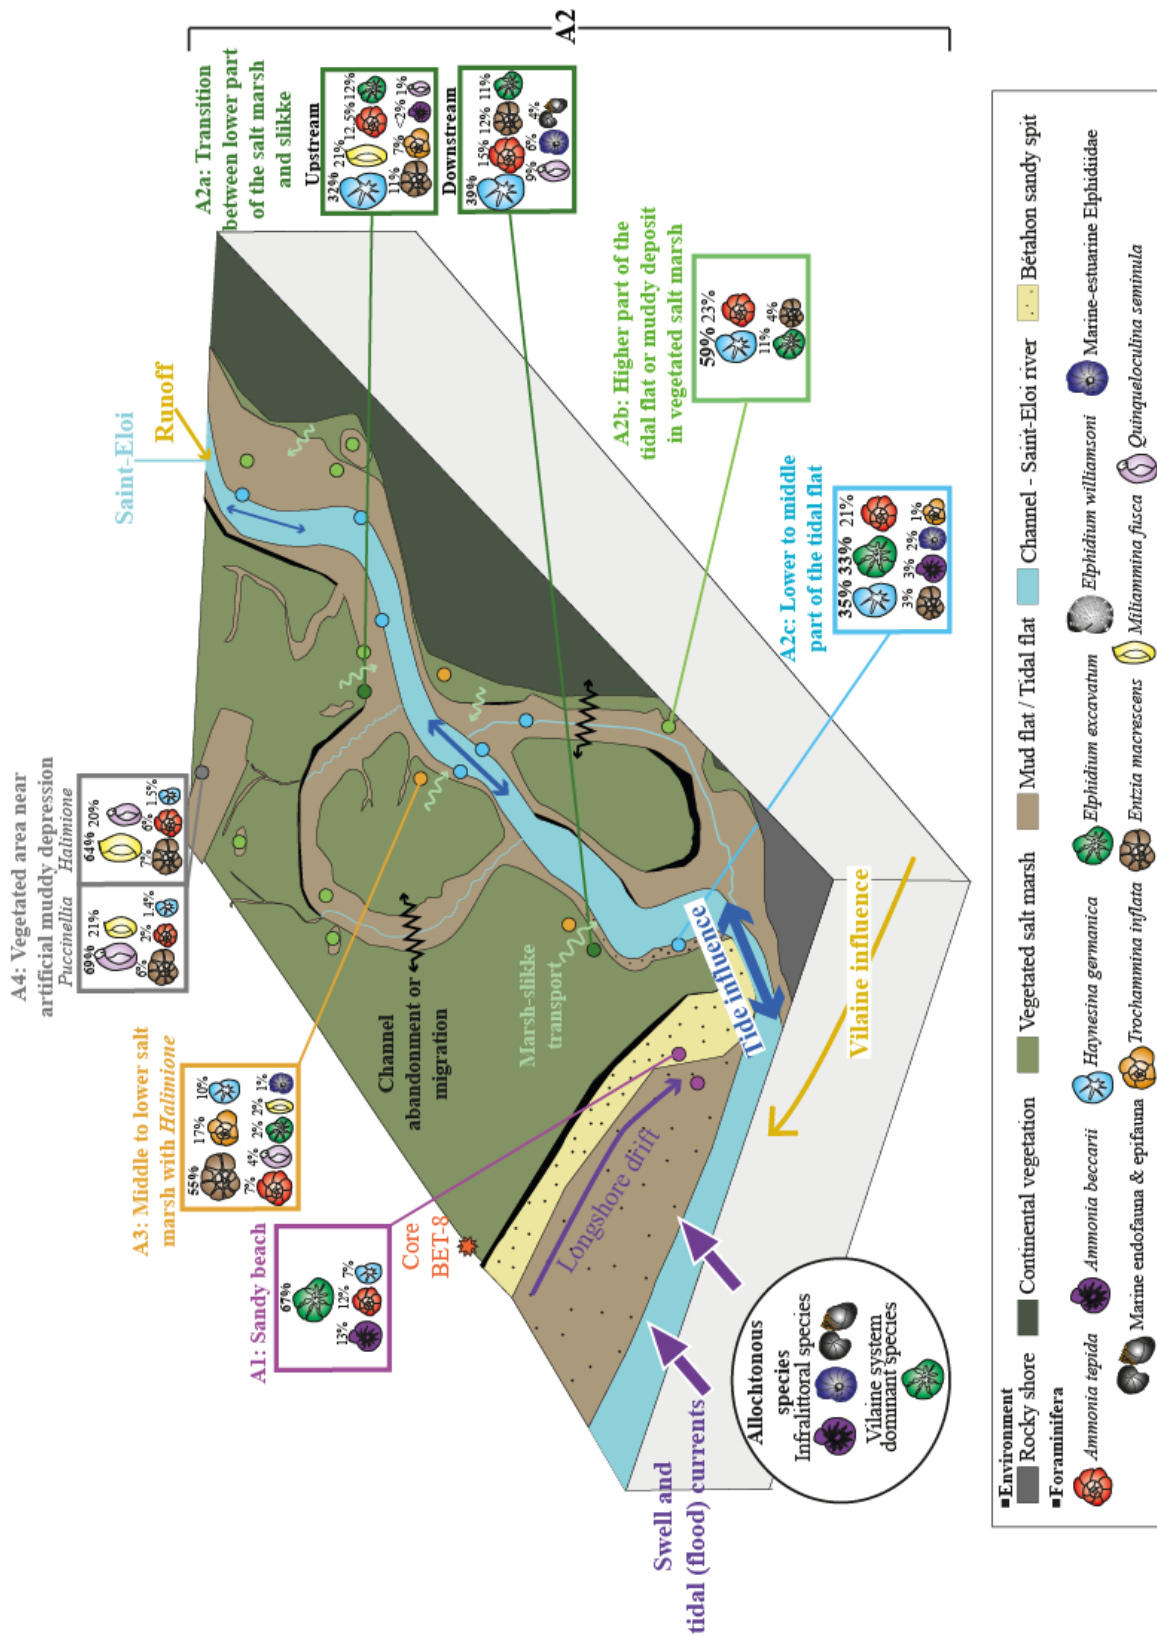 A4: Vegetated area near
artificial muddy depression
Puccinellia Halimione
69% 21%
6% 2% 1.4%
64% 20%
7% 6% 1.5%
A3: Middle to lower salt
marsh with Halimione
55% 17% 10%
7% 4% 2% 2% 1%
A1: Sandy beach
67%
13% 12% 7%
Core
BET-8
Channel
abandonment or
migration
Marsh-slikke
transport
Saint-Eloi
Runoff
A2
A2a: Transition
between lower part
of the salt marsh
and slikke
Upstream
32% 21% 12.5% 12%
11% 7% <2% 1%
Downstream
39% 15% 12% 11%
9% 6% 4%
A2b: Higher part of the
tidal flat or muddy deposit
in vegetated salt marsh
59% 23%
11% 4%
A2c: Lower to middle
part of the tidal flat
35% 33% 21%
3% 3% 2% 1%
Tide influence
Vilaine influence
Longshore drift
Swell and
tidal (flood) currents
Allochtonous
species
Infralittoral species
Vilaine system
dominant species
■Environment
Rocky shore Continental vegetation Vegetated salt marsh Mud flat / Tidal flat Channel - Saint-Eloi river Bétahon sandy spit
■Foraminifera
Ammonia tepida Ammonia beccarii Haynesina germanica Elphidium excavatum Elphidium williamsoni Marine-estuarine Elphidiidae
Marine endofauna & epifauna Trochammina inflata Entzia macrescens Miliammina fusca Quinqueloculina seminula